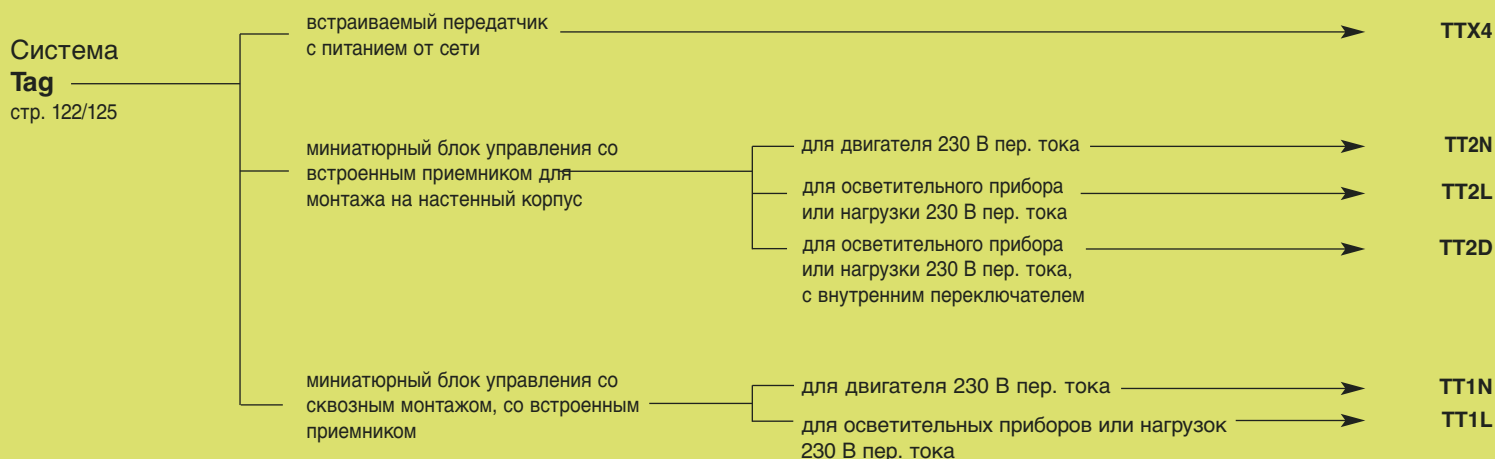 встраиваемый передатчик
с питанием от сети
TTX4
Система
Tag
стр. 122/125
миниатюрный блок управления со
встроенным приемником для
монтажа на настенный корпус
для двигателя 230 В пер. тока
TT2N
для осветительного прибора
или нагрузки 230 В пер. тока
TT2L
для осветительного прибора
или нагрузки 230 В пер. тока,
с внутренним переключателем
TT2D
миниатюрный блок управления со
сквозным монтажом, со встроенным
приемником
для двигателя 230 В пер. тока
TT1N
для осветительных приборов или нагрузок
230 В пер. тока
TT1L